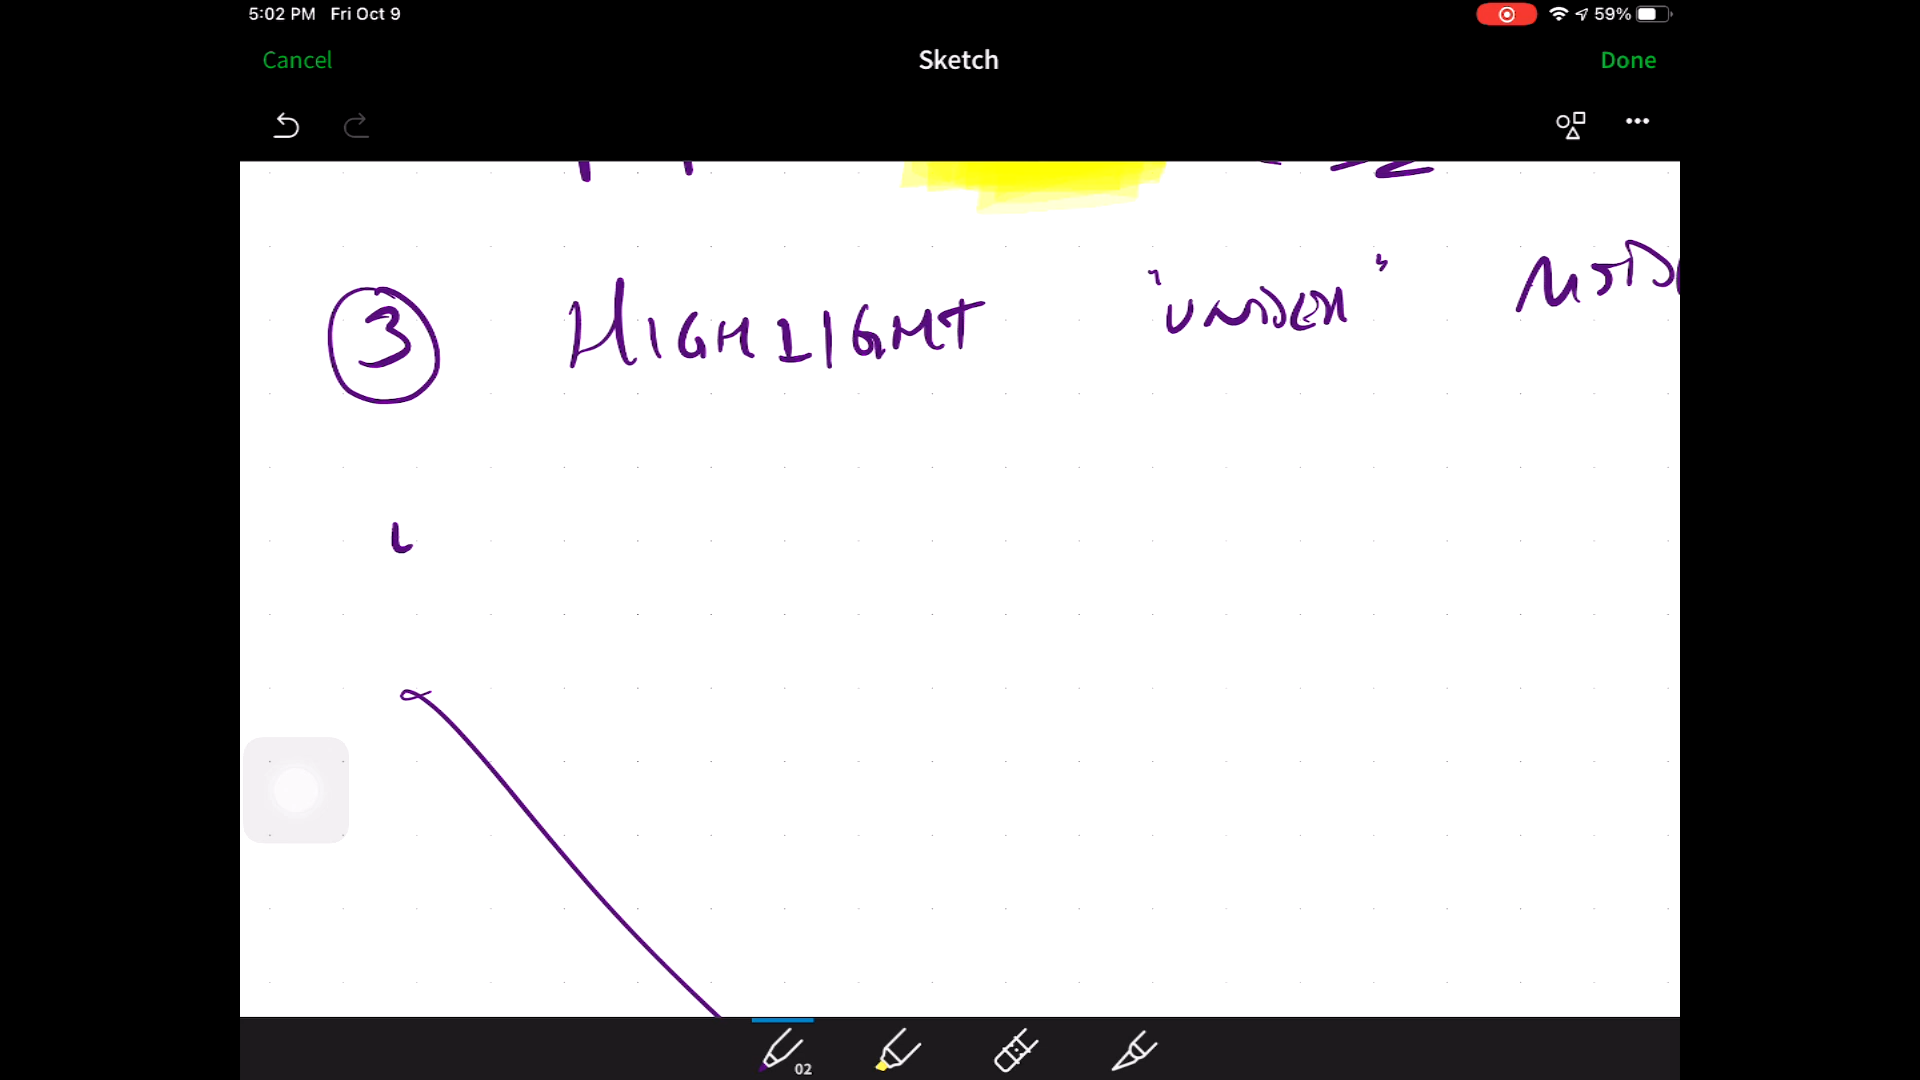 5:02 PM Fri Oct 9 59%
Cancel Sketch Done
3 HIGHLIGHT "UNDER"
02